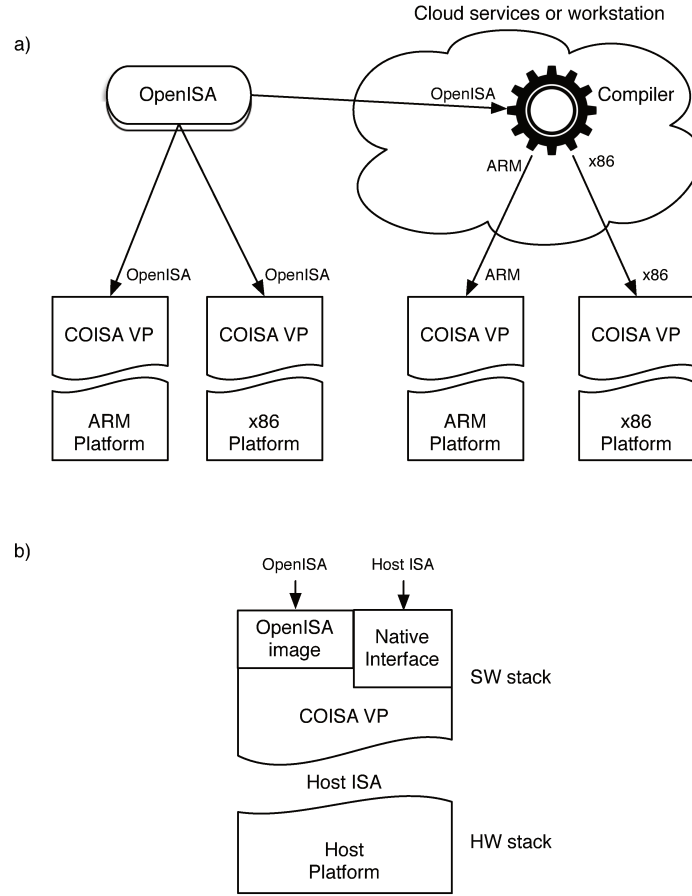 Cloud services or workstation
a)
OpenISA
OpenISA
Compiler
ARM
x86
OpenISA
OpenISA
ARM
x86
COISA VP
COISA VP
COISA VP
COISA VP
ARM
Platform
x86
Platform
ARM
Platform
x86
Platform
b)
OpenISA
Host ISA
OpenISA
image
Native
Interface
SW stack
COISA VP
Host ISA
HW stack
Host
Platform